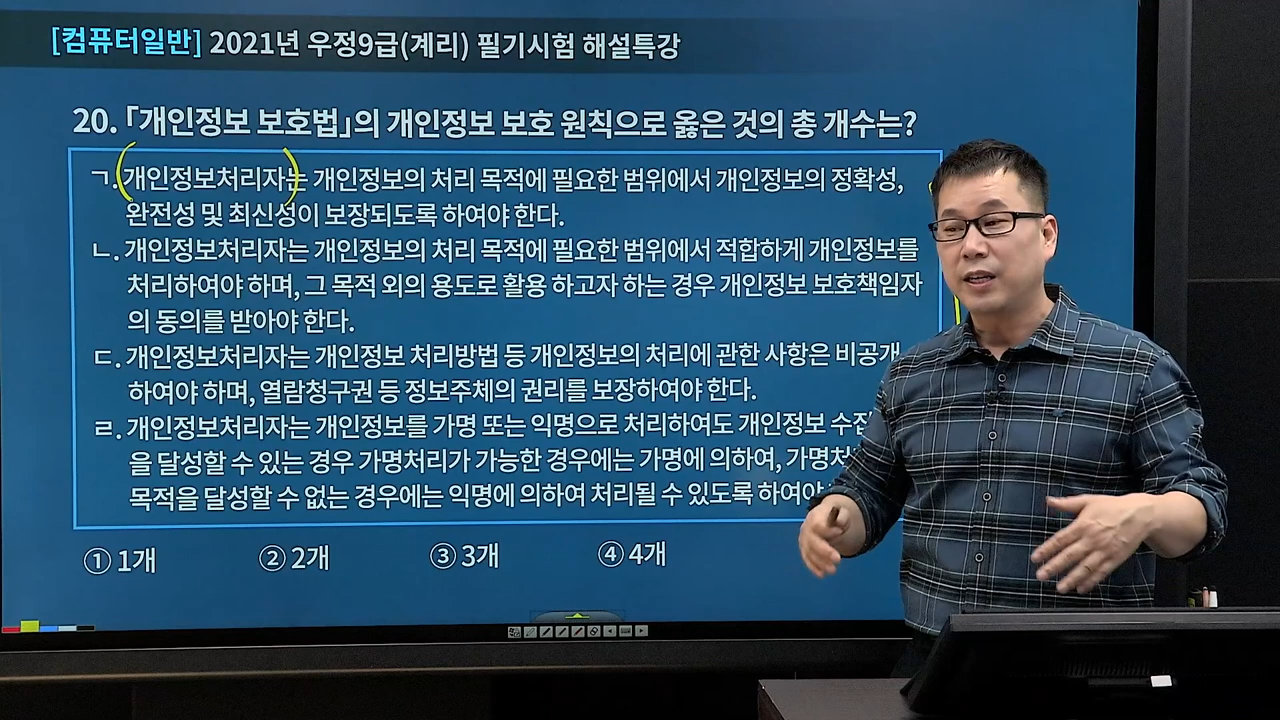 [컴퓨터일반] 2021년 우정9급(계리) 필기시험 해설특강
20. 「개인정보 보호법」의 개인정보 보호 원칙으로 옳은 것의 총 개수는?
ㄱ. 개인정보처리자는 개인정보의 처리 목적에 필요한 범위에서 개인정보의 정확성,
완전성 및 최신성이 보장되도록 하여야 한다.
ㄴ. 개인정보처리자는 개인정보의 처리 목적에 필요한 범위에서 적합하게 개인정보를
처리하여야 하며, 그 목적 외의 용도로 활용 하고자 하는 경우 개인정보 보호책임자
의 동의를 받아야 한다.
ㄷ. 개인정보처리자는 개인정보 처리방법 등 개인정보의 처리에 관한 사항은 비공개
하여야 하며, 열람청구권 등 정보주체의 권리를 보장하여야 한다.
ㄹ. 개인정보처리자는 개인정보를 가명 또는 익명으로 처리하여도 개인정보 수집
을 달성할 수 있는 경우 가명처리가 가능한 경우에는 가명에 의하여,
목적을 달성할 수 없는 경우에는 익명에 의하여 처리될 수 있도록 하여야
① 1개 ② 2개 ③ 3개 ④ 4개